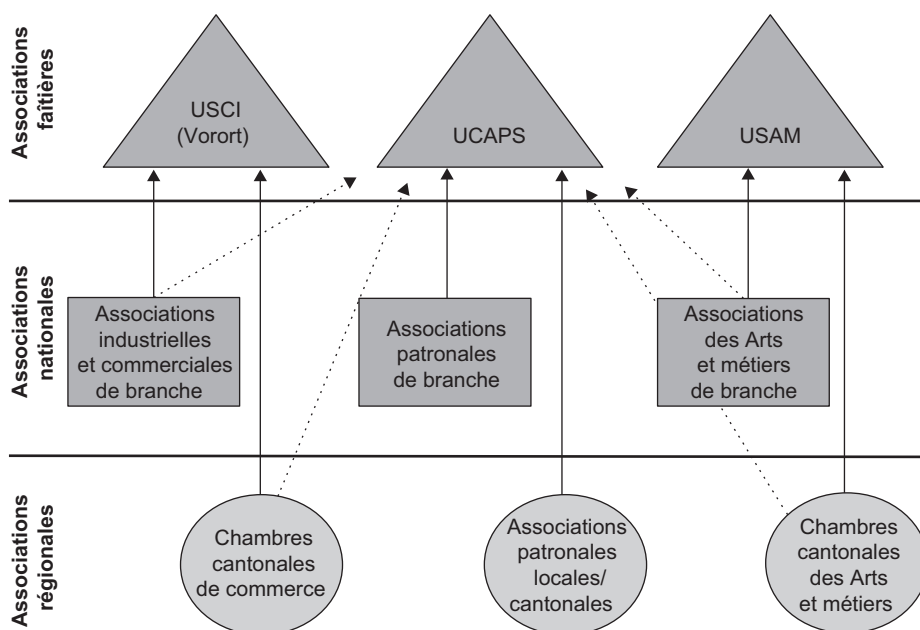 Associations
faîtières
USCI
(Vorort)
UCAPS
USAM
Associations
nationales
Associations
industrielles
et commerciales
de branche
Associations
patronales
de branche
Associations
des Arts
et métiers
de branche
Associations
régionales
Chambres
cantonales
de commerce
Associations
patronales
locales/
cantonales
Chambres
cantonales
des Arts
et métiers